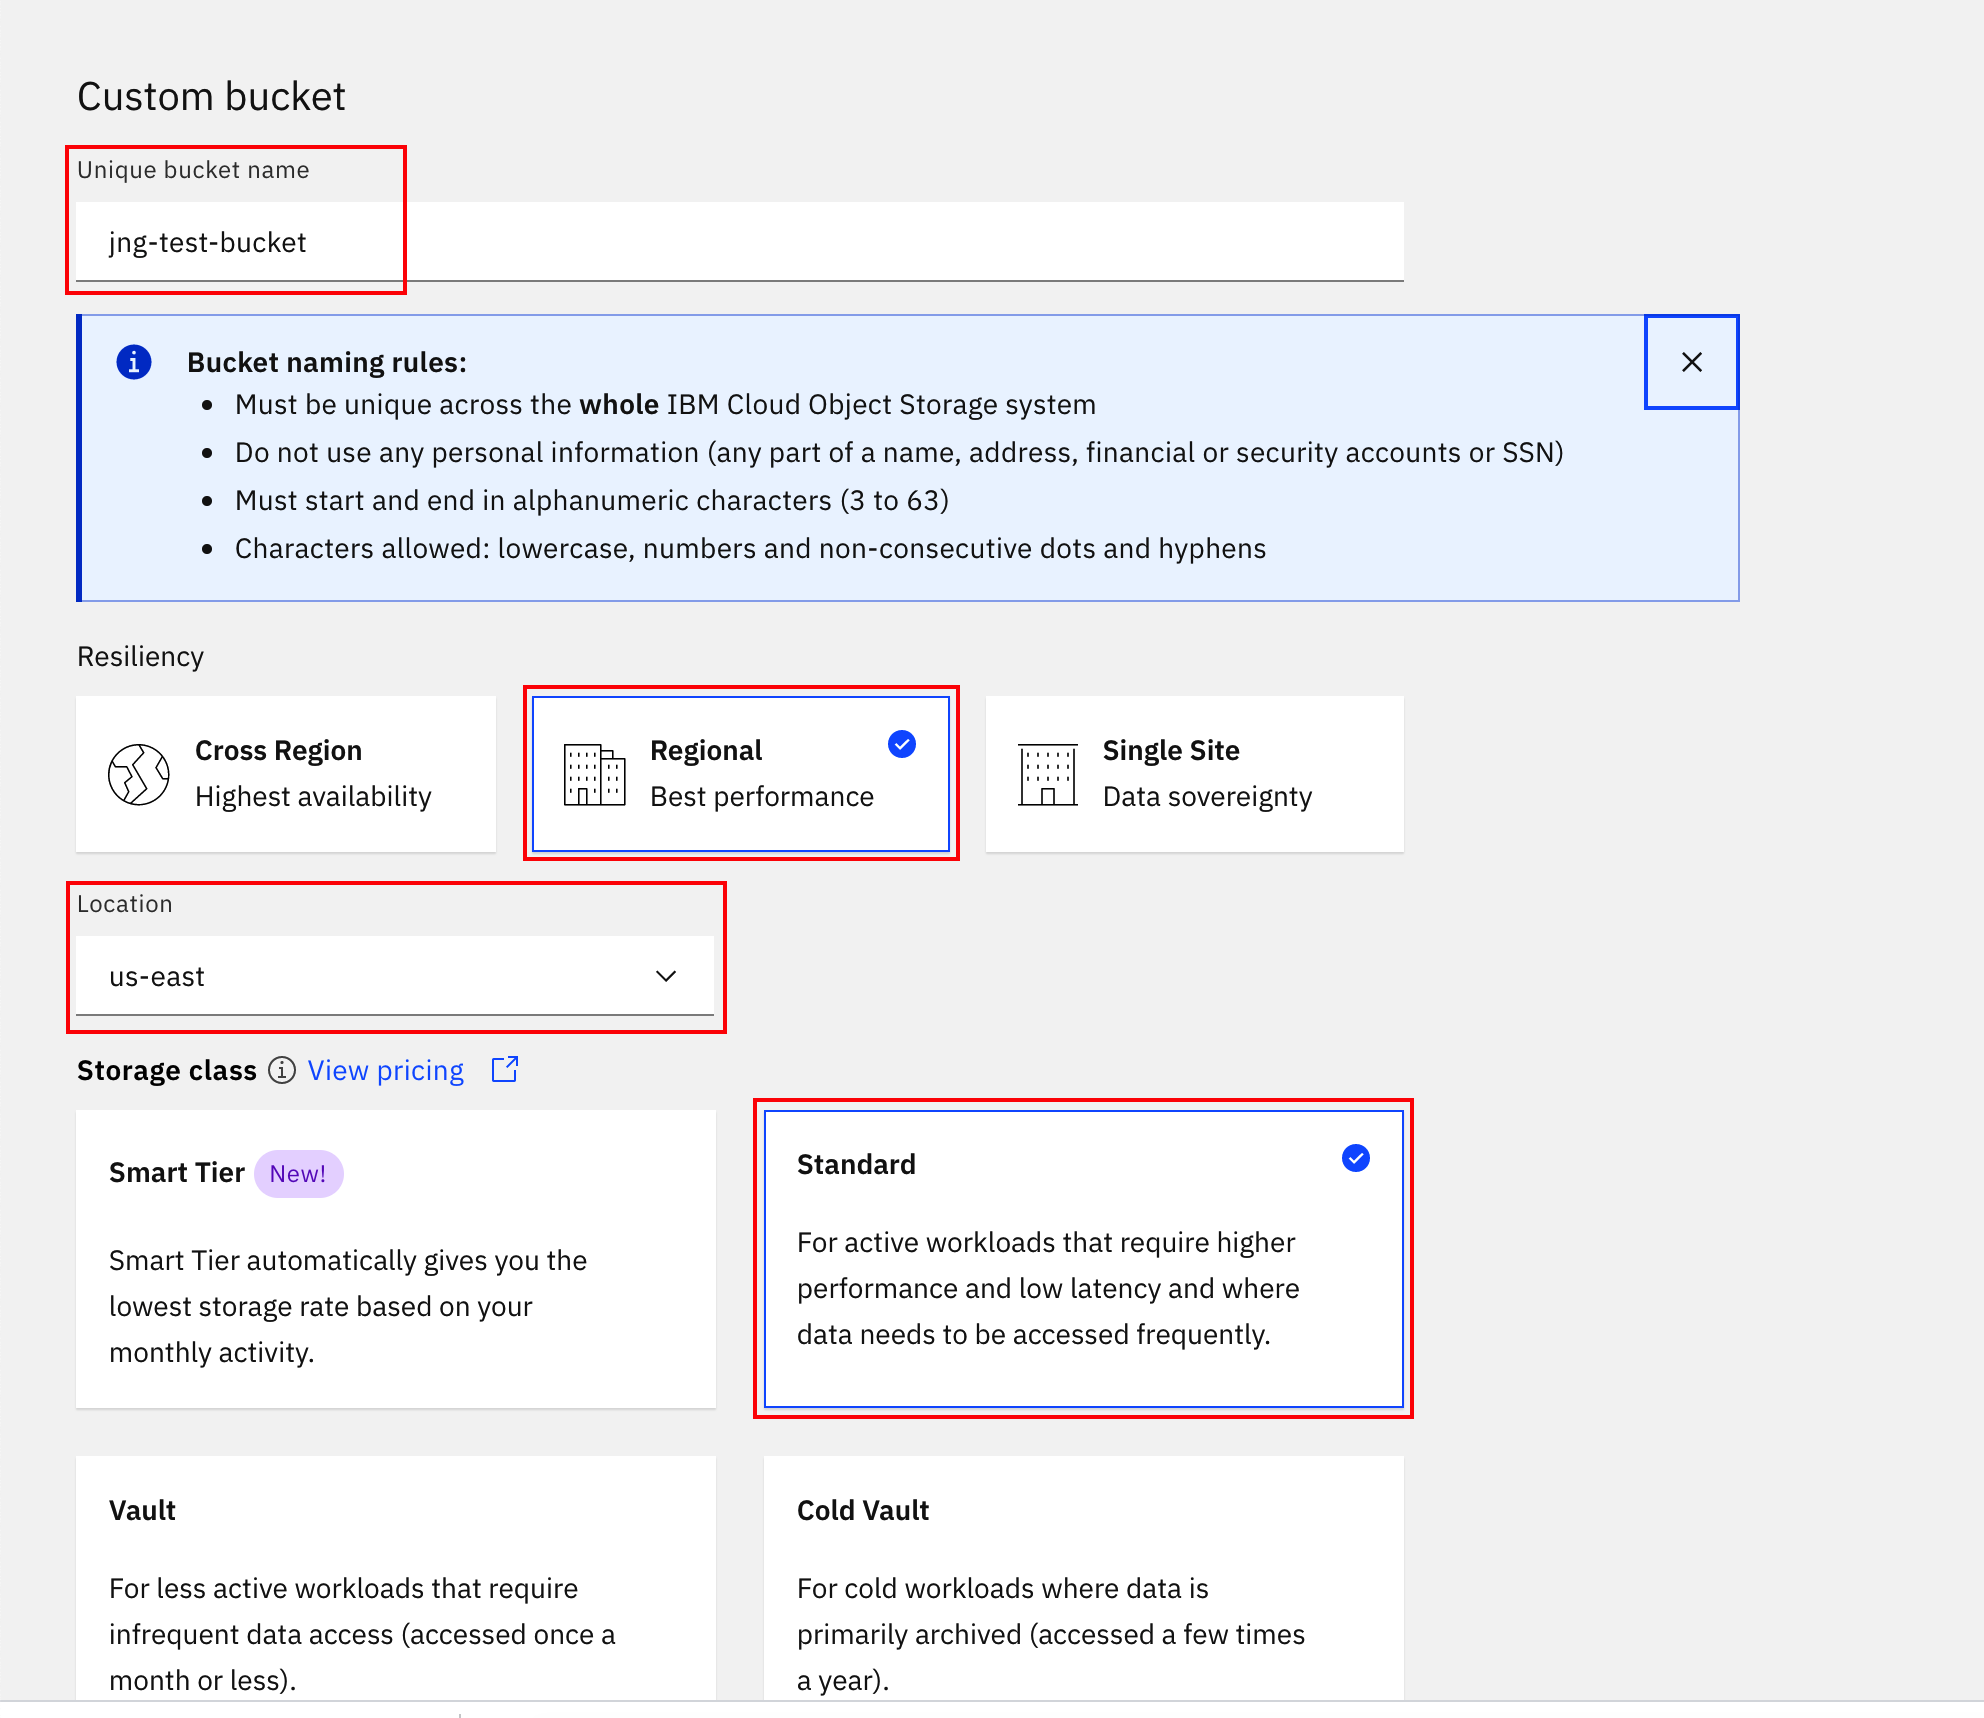 Custom bucket
Unique bucket name
jng-test-bucket
Bucket naming rules:
Must be unique across the whole IBM Cloud Object Storage system
Do not use any personal information (any part of a name, address, financial or security accounts or SSN)
Must start and end in alphanumeric characters (3 to 63)
Characters allowed: lowercase, numbers and non-consecutive dots and hyphens
Resiliency
Cross Region
Highest availability
Regional
Best performance
Single Site
Data sovereignty
Location
us-east
Storage class View pricing
Smart Tier New!
Smart Tier automatically gives you the
lowest storage rate based on your
monthly activity.
Standard
For active workloads that require higher
performance and low latency and where
data needs to be accessed frequently.
Vault
For less active workloads that require
infrequent data access (accessed once a
month or less).
Cold Vault
For cold workloads where data is
primarily archived (accessed a few times
a year).